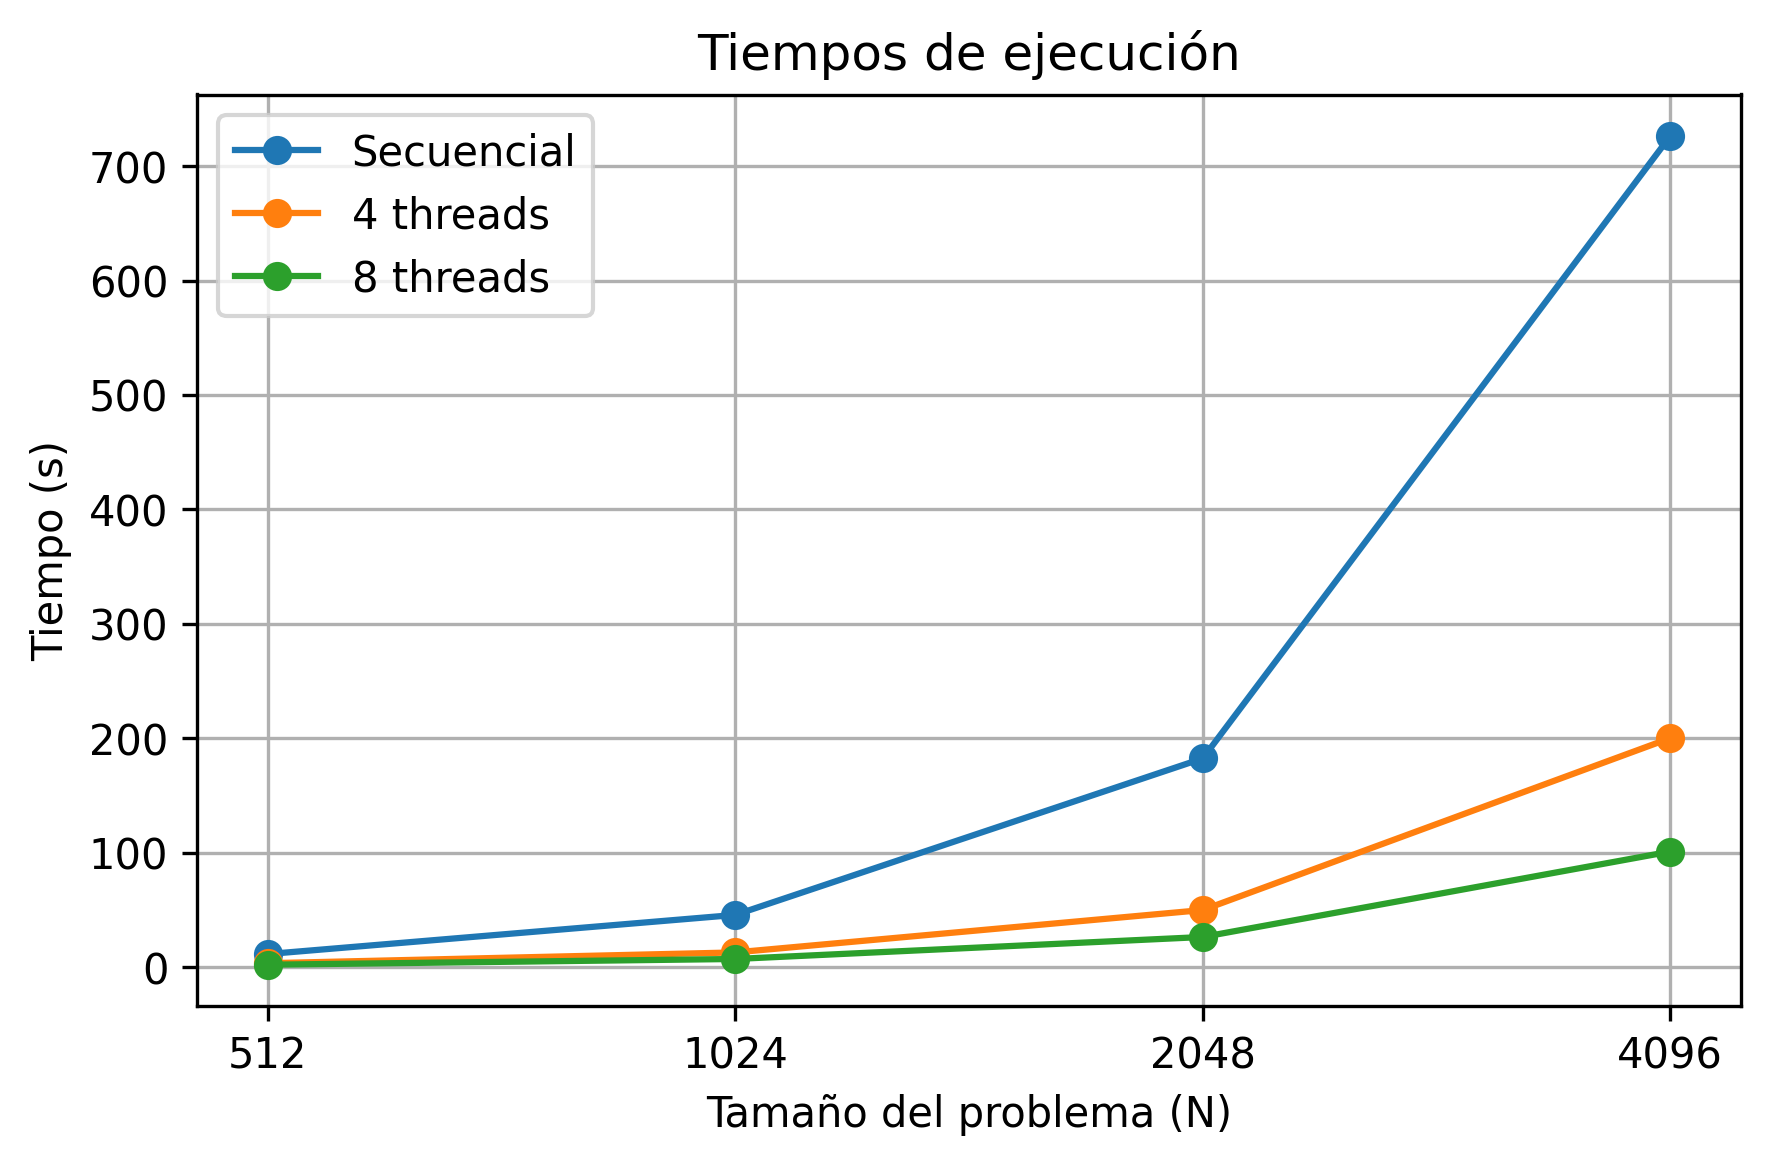 Tiempos de ejecución
Secuencial
4 threads
8 threads
700
600
500
400
300
200
100
0
Tiempo (s)
512 1024 2048 4096
Tamaño del problema (N)